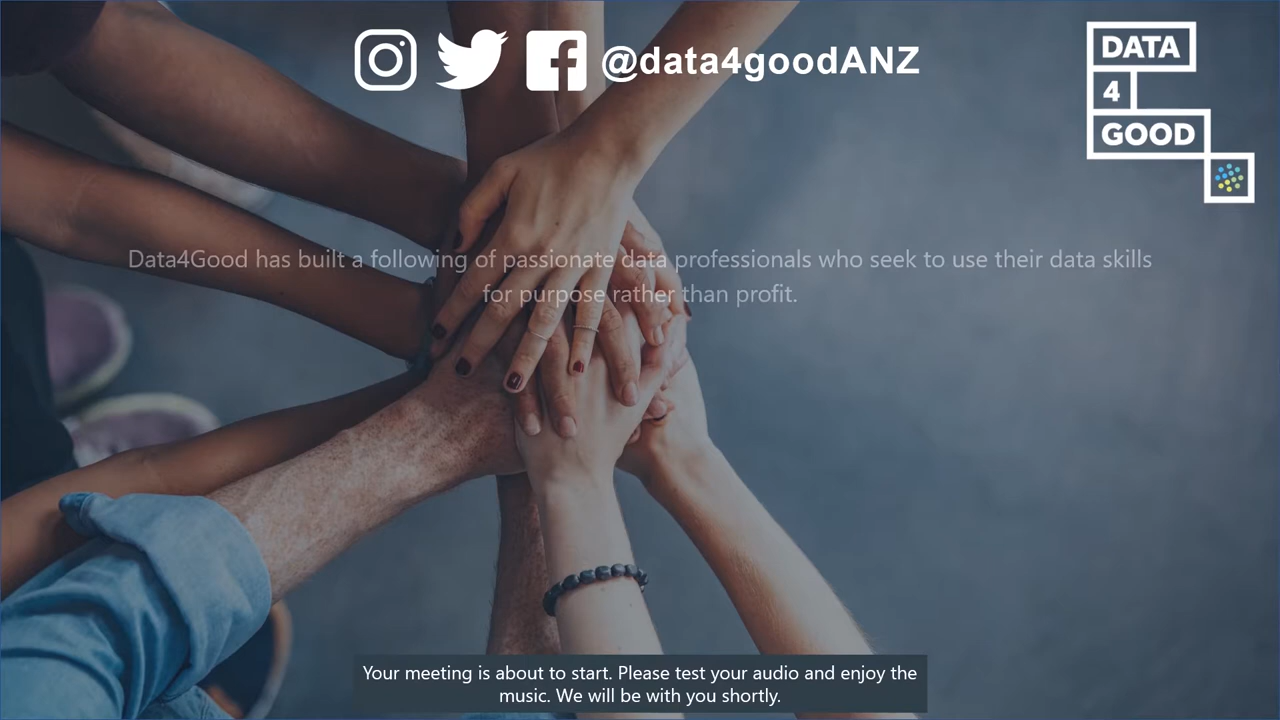 @data4goodANZ
DATA
4
GOOD
Data4Good has built a following of passionate data professionals who seek to use their data skills
for purpose rather than profit.
Your meeting is about to start. Please test your audio and enjoy the
music. We will be with you shortly.